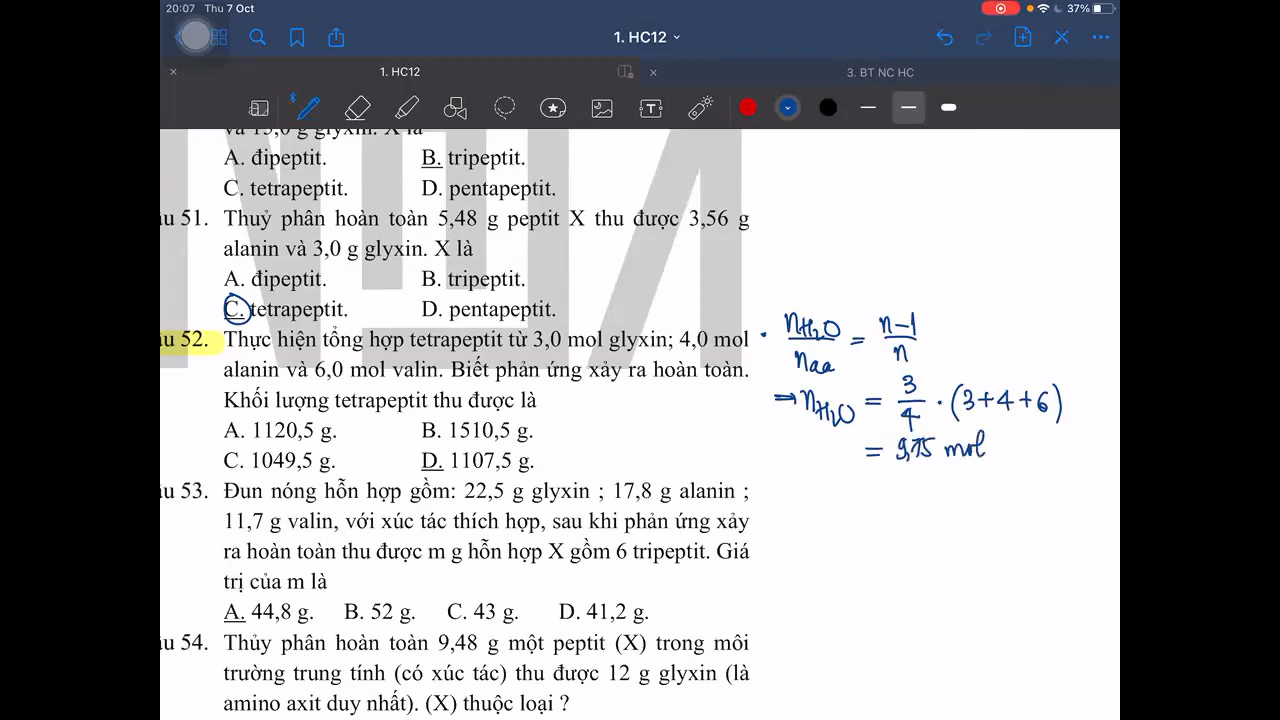 20:07 Thu 7 Oct
37%
1. HC12
1. HC12
3. BT NC HC
và 15,0 g glyxin. X là
A. đipeptit. B. tripeptit.
C. tetrapeptit. D. pentapeptit.
u 51. Thuỷ phân hoàn toàn 5,48 g peptit X thu được 3,56 g
alanin và 3,0 g glyxin. X là
A. đipeptit. B. tripeptit.
C. tetrapeptit. D. pentapeptit.
u 52. Thực hiện tổng hợp tetrapeptit từ 3,0 mol glyxin; 4,0 mol
alanin và 6,0 mol valin. Biết phản ứng xảy ra hoàn toàn.
Khối lượng tetrapeptit thu được là
A. 1120,5 g. B. 1510,5 g.
C. 1049,5 g. D. 1107,5 g.
u 53. Đun nóng hỗn hợp gồm: 22,5 g glyxin ; 17,8 g alanin ;
11,7 g valin, với xúc tác thích hợp, sau khi phản ứng xảy
ra hoàn toàn thu được m g hỗn hợp X gồm 6 tripeptit. Giá
trị của m là
A. 44,8 g. B. 52 g. C. 43 g. D. 41,2 g.
u 54. Thủy phân hoàn toàn 9,48 g một peptit (X) trong môi
trường trung tính (có xúc tác) thu được 12 g glyxin (là
amino axit duy nhất). (X) thuộc loại ?
• nH2O / naa = n-1 / n
→ nH2O = 3/4 • (3+4+6)
= 9,75 mol